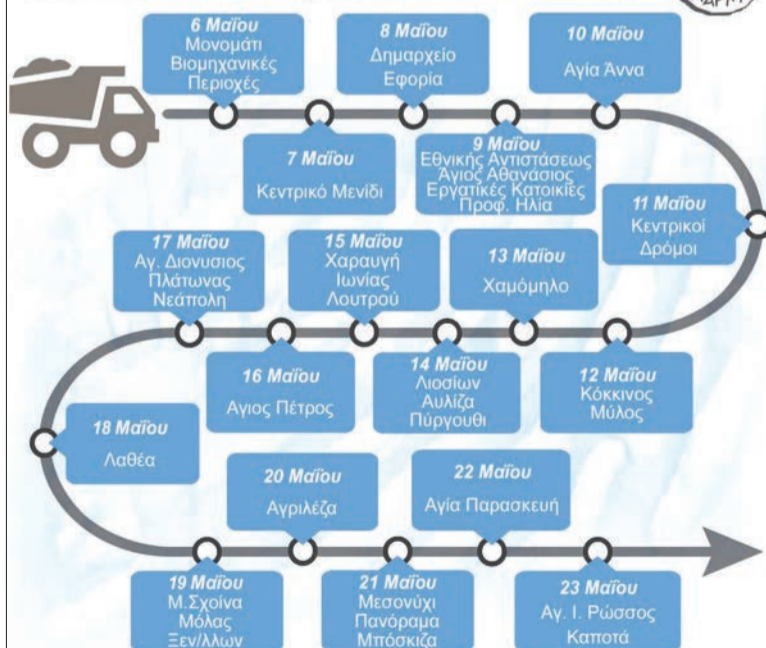 6 Μαΐου
Μονομάτι
Βιομηχανικές
Περιοχές
7 Μαΐου
Κεντρικό Μενίδι
8 Μαΐου
Δημαρχείο
Εφορία
9 Μαΐου
Εθνικής Αντιστάσεως
Άγιος Αθανάσιος
Εργατικές Κατοικίες
Προφ. Ηλία
10 Μαΐου
Αγία Άννα
11 Μαΐου
Κεντρικοί
Δρόμοι
12 Μαΐου
Κόκκινος
Μύλος
13 Μαΐου
Χαμόμηλο
14 Μαΐου
Λιοσίων
Αυλίζα
Πύργουθι
15 Μαΐου
Χαραυγή
Ιωνίας
Λουτρού
16 Μαΐου
Αγιος Πέτρος
17 Μαΐου
Αγ. Διονυσιος
Πλάτωνας
Νεάπολη
18 Μαΐου
Λαθέα
19 Μαΐου
Μ.Σχοίνα
Μόλας
Ξεν/λλων
20 Μαΐου
Αγριλέζα
21 Μαΐου
Μεσονύχι
Πανόραμα
Μπόσκιζα
22 Μαΐου
Αγία Παρασκευή
23 Μαΐου
Αγ. Ι. Ρώσσος
Καποτά